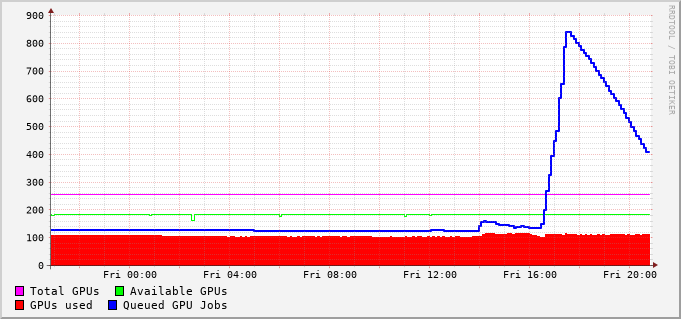 900
800
700
600
500
400
300
200
100
0
Fri 00:00 Fri 04:00 Fri 08:00 Fri 12:00 Fri 16:00 Fri 20:00
Total GPUs Available GPUs
GPUs used Queued GPU Jobs
RRDTOOL / TOBI OETIKER